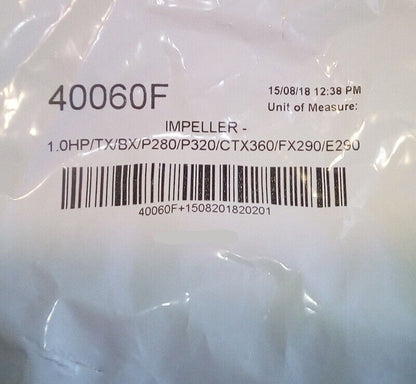 40060F
15/08/18 12:38 PM
Unit of Measure:
IMPELLER -
1.0HP/TX/BX/P280/P320/CTX360/FX290/E290
40060F+1508201820201